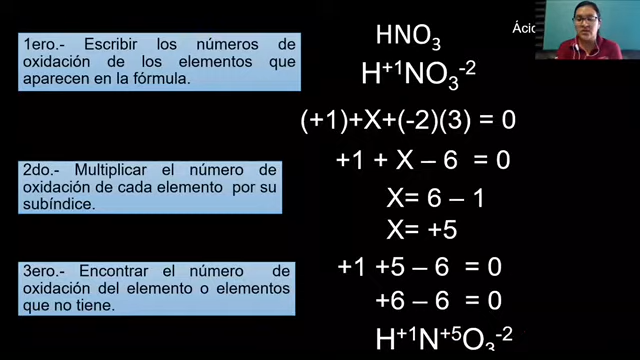 1ero.- Escribir los números de
oxidación de los elementos que
aparecen en la fórmula.
2do.- Multiplicar el número de
oxidación de cada elemento por su
subíndice.
3ero.- Encontrar el número de
oxidación del elemento o elementos
que no tiene.
HNO₃
H⁺¹NO₃⁻²
(+1)+X+(-2)(3) = 0
+1 + X – 6 = 0
X= 6 – 1
X= +5
+1 +5 – 6 = 0
+6 – 6 = 0
H⁺¹N⁺⁵O₃⁻²